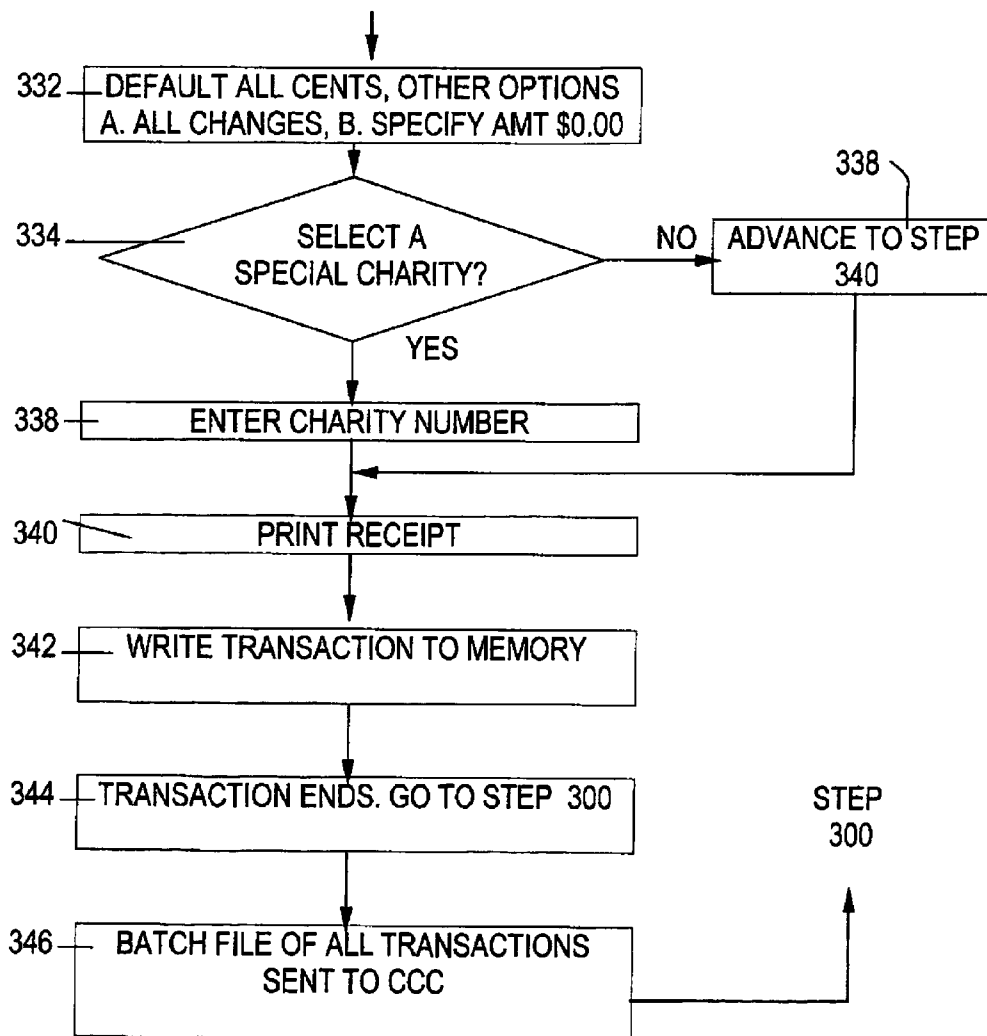 332
DEFAULT ALL CENTS, OTHER OPTIONS
A. ALL CHANGES, B. SPECIFY AMT $0.00
338
334
SELECT A
SPECIAL CHARITY?
NO
ADVANCE TO STEP
340
YES
338
ENTER CHARITY NUMBER
340
PRINT RECEIPT
342
WRITE TRANSACTION TO MEMORY
344
TRANSACTION ENDS. GO TO STEP 300
STEP
300
346
BATCH FILE OF ALL TRANSACTIONS
SENT TO CCC